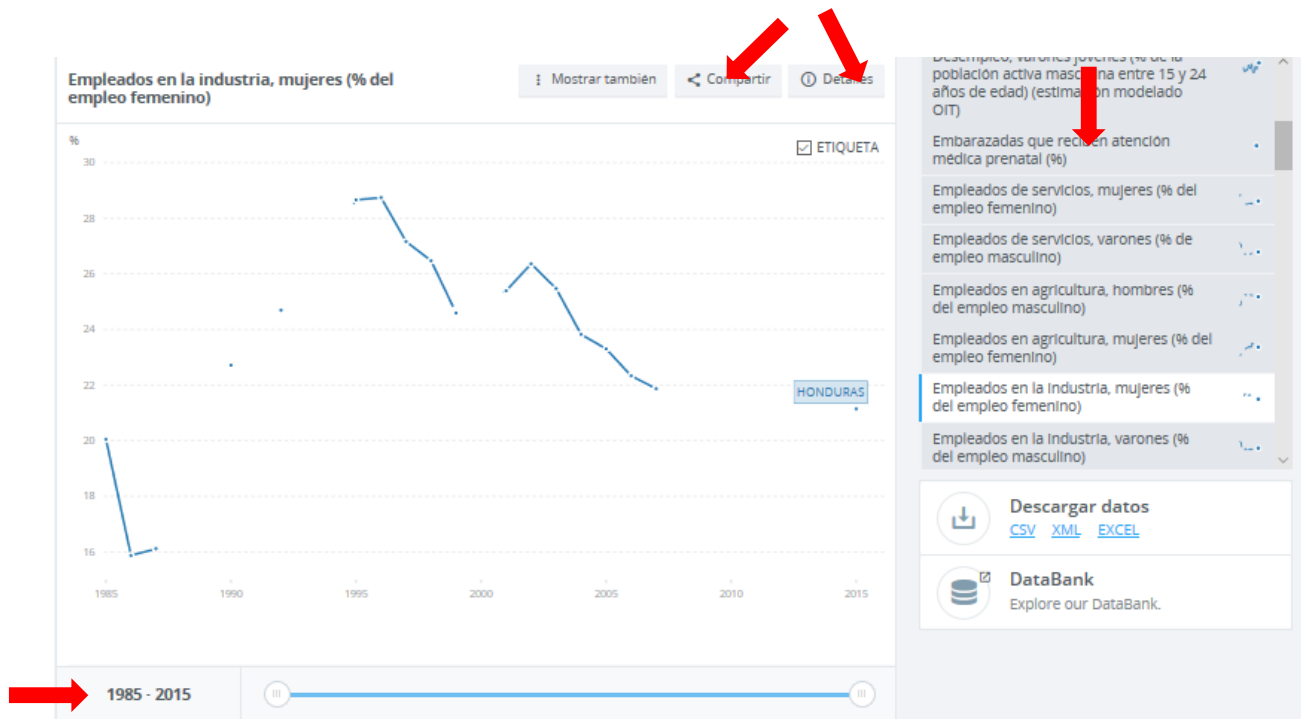 Empleados en la industria, mujeres (% del
empleo femenino)
Mostrar también
Compartir
Detalles
%
ETIQUETA
30
28
26
24
22
20
18
16
HONDURAS
1985
1990
1995
2000
2005
2010
2015
1985 - 2015
Desempleo, varones jóvenes (% de la
población activa masculina entre 15 y 24
años de edad) (estimación modelado
OIT)
Embarazadas que reciben atención
médica prenatal (%)
Empleados de servicios, mujeres (% del
empleo femenino)
Empleados de servicios, varones (% de
empleo masculino)
Empleados en agricultura, hombres (%
del empleo masculino)
Empleados en agricultura, mujeres (% del
empleo femenino)
Empleados en la industria, mujeres (%
del empleo femenino)
Empleados en la industria, varones (%
del empleo masculino)
Descargar datos
CSV XML EXCEL
DataBank
Explore our DataBank.